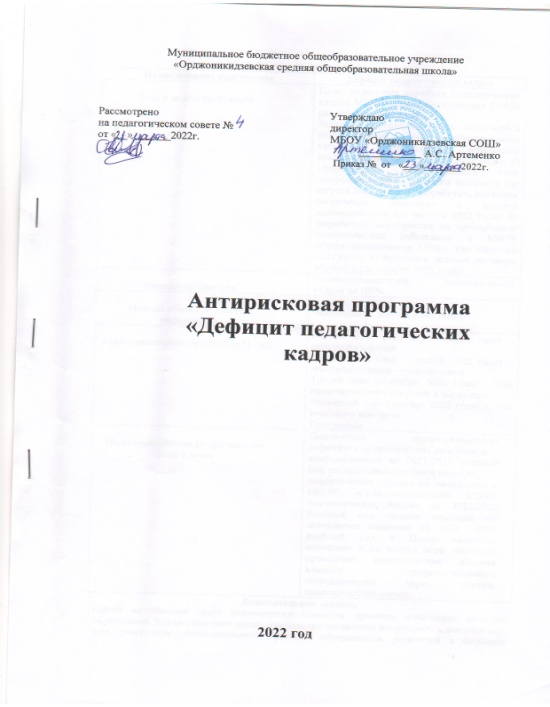 Муниципальное бюджетное общеобразовательное учреждение
«Орджоникидзевская средняя общеобразовательная школа»
Рассмотрено
на педагогическом совете № 4
от «21» марта 2022г.
Утверждаю
директор
МБОУ «Орджоникидзевская СОШ»
Артеменко А.С. Артеменко
Приказ № от «23» марта 2022г.
Антирисковая программа
«Дефицит педагогических
кадров»
2022 год